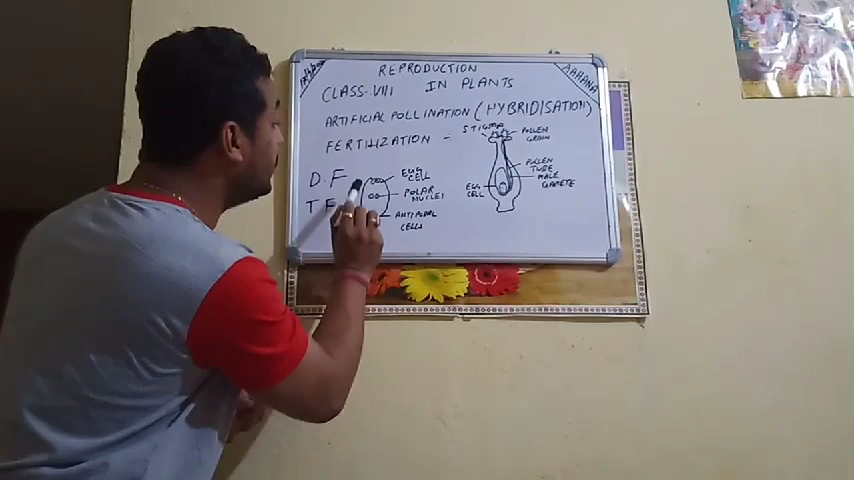 REPRODUCTION
CLASS-:VIII IN PLANTS
AAAANA
ARTIFICIAL POLLINATION (HYBRIDISATION)
FERTILIZATION -
STIGMA
POLLEN
GRAIN
POLLEN
TUBE
MALE
GAMETE
EGG
CELL
D.F
EGG
CELL
POLAR
NUCLEI
ANTIPODAL
CELLS
T F